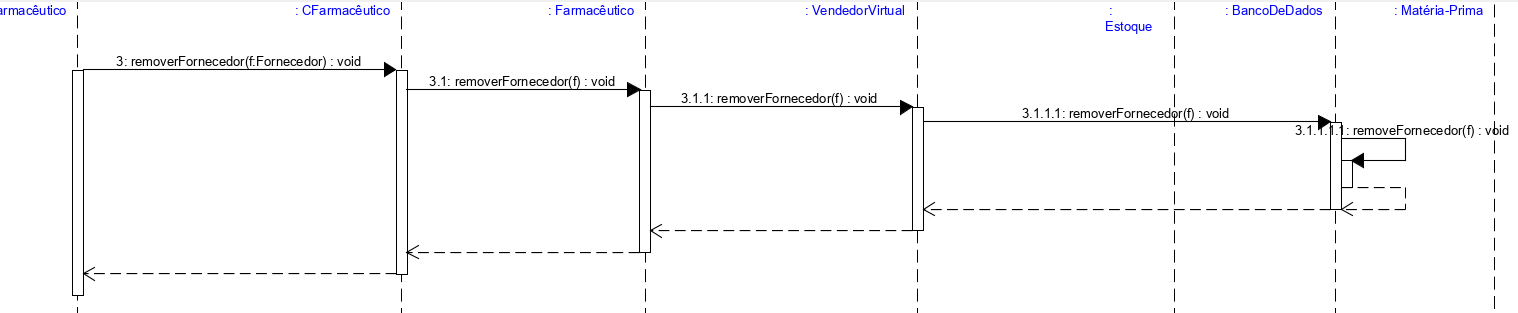 armacêutico
: CFarmacêutico
: Farmacêutico
: VendedorVirtual
:
Estoque
: BancoDeDados
: Matéria-Prima
3: removerFornecedor(f:Fornecedor) : void
3.1: removerFornecedor(f) : void
3.1.1: removerFornecedor(f) : void
3.1.1.1: removerFornecedor(f) : void
3.1.1.1.1: removeFornecedor(f) : void